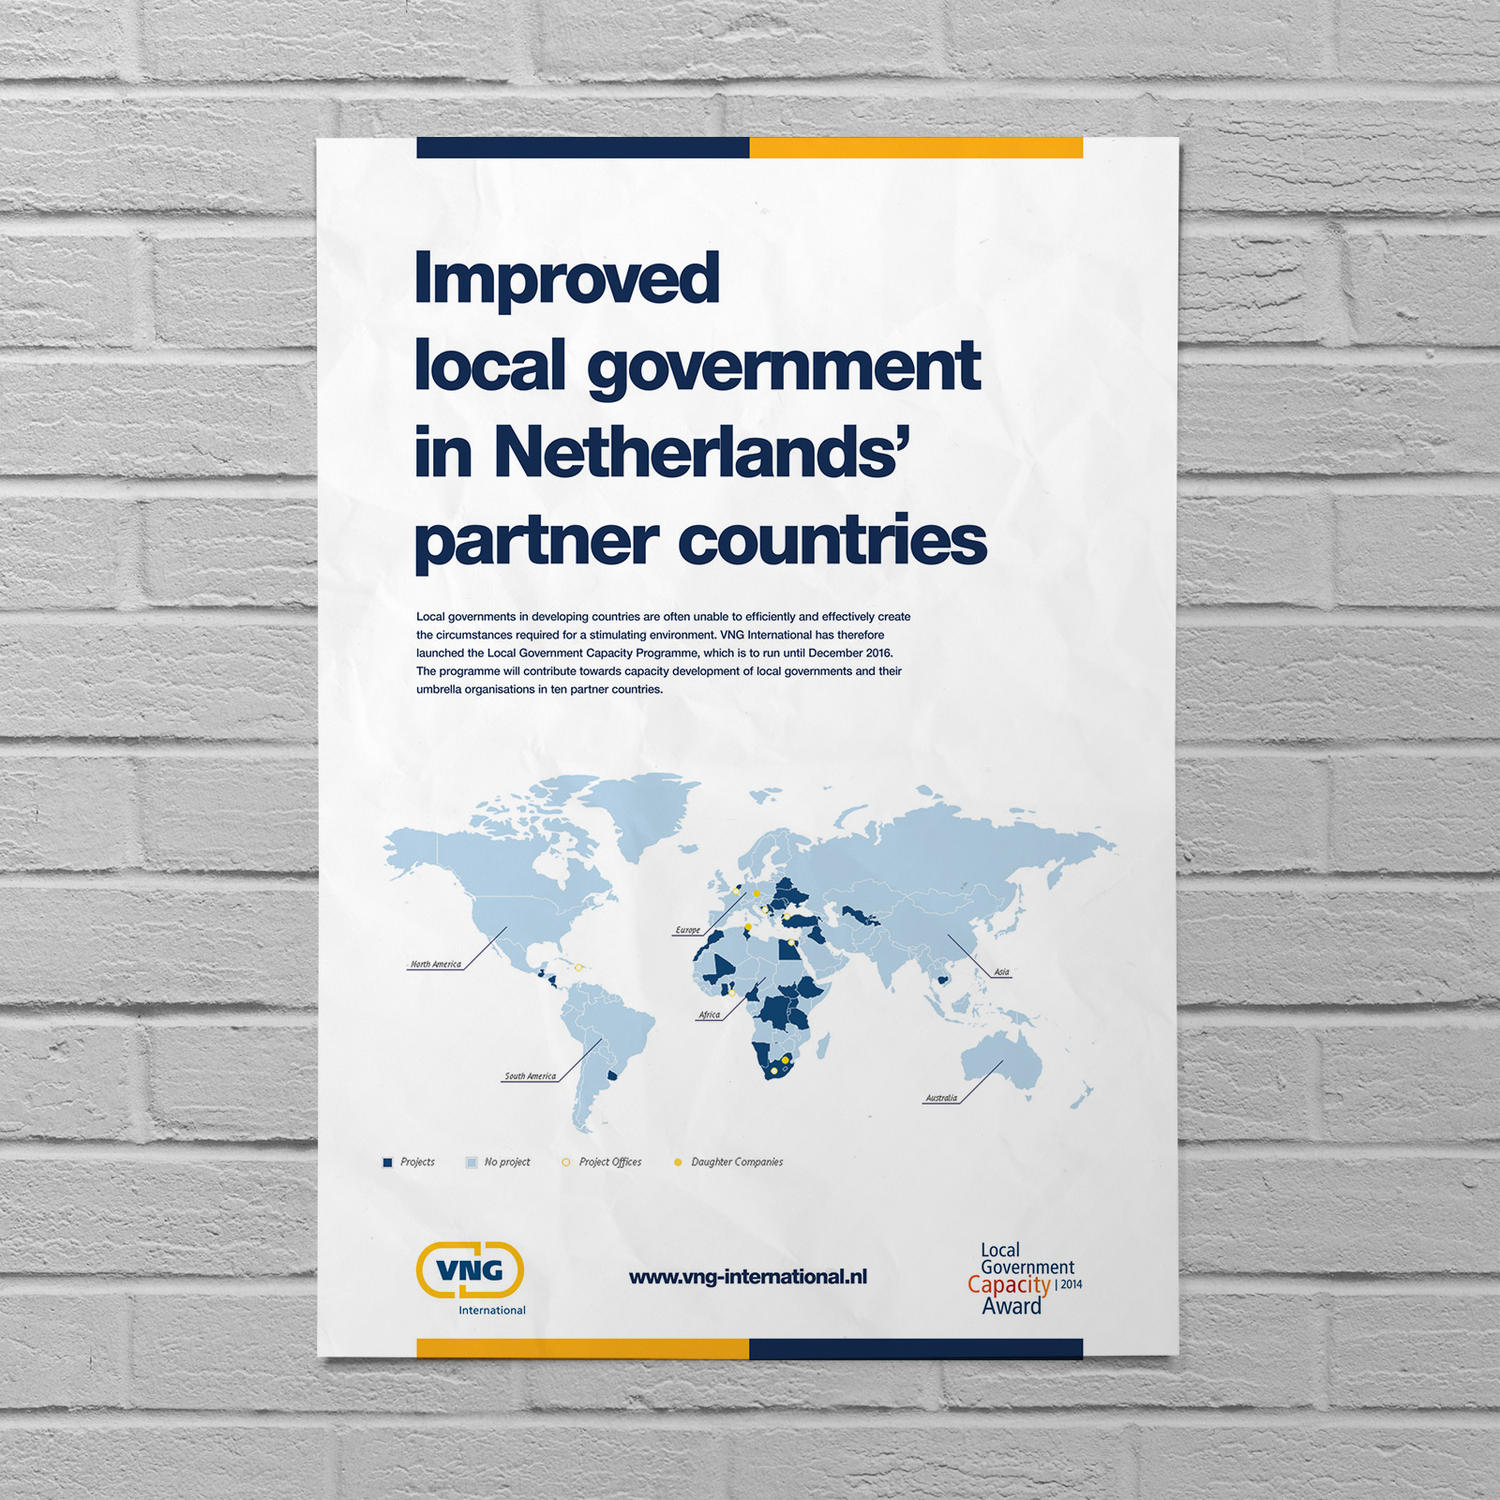 Improved
local government
in Netherlands’
partner countries
Local governments in developing countries are often unable to efficiently and effectively create
the circumstances required for a stimulating environment. VNG International has therefore
launched the Local Government Capacity Programme, which is to run until December 2016.
The programme will contribute towards capacity development of local governments and their
umbrella organisations in ten partner countries.
Europe
North America
Asia
Africa
South America
Australia
Projects
No project
Project Offices
Daughter Companies
VNG
International
www.vng-international.nl
Local
Government
Capacity | 2014
Award